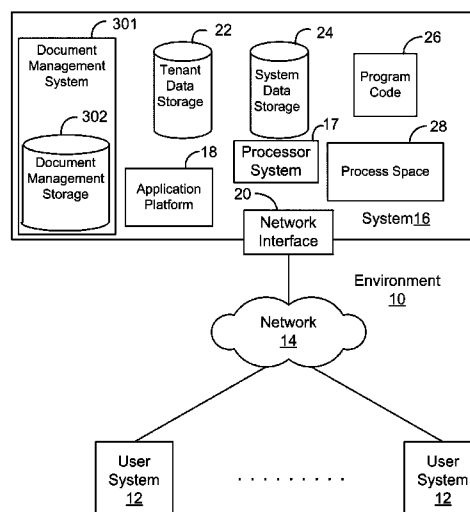 301
Document
Management
System
302
Document
Management
Storage
22
Tenant
Data
Storage
24
System
Data
Storage
26
Program
Code
17
Processor
System
28
Process Space
18
Application
Platform
20
Network
Interface
System 16
Environment
10
Network
14
User
System
12
. . . . . . . . .
User
System
12